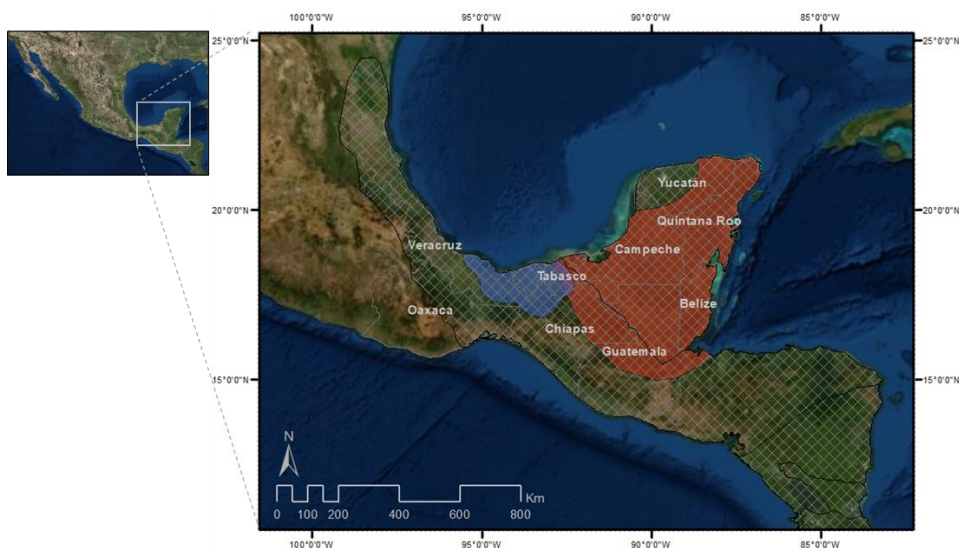 100°0'0"W 95°0'0"W 90°0'0"W 85°0'0"W
25°0'0"N 25°0'0"N
Yucatán
20°0'0"N 20°0'0"N
Quintana Roo
Veracruz Campeche
Tabasco
Belize
Oaxaca
Chiapas
Guatemala
15°0'0"N 15°0'0"N
N
Km
0 100 200 400 600 800
100°0'0"W 95°0'0"W 90°0'0"W 85°0'0"W